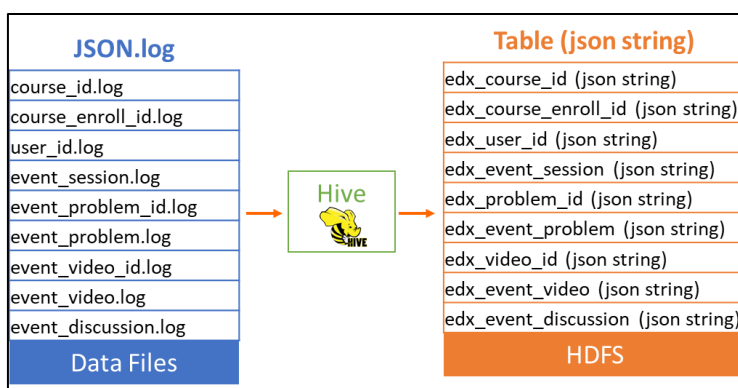 JSON.log
course_id.log
course_enroll_id.log
user_id.log
event_session.log
event_problem_id.log
event_problem.log
event_video_id.log
event_video.log
event_discussion.log
Data Files
Hive
HIVE
Table (json string)
edx_course_id (json string)
edx_course_enroll_id (json string)
edx_user_id (json string)
edx_event_session (json string)
edx_problem_id (json string)
edx_event_problem (json string)
edx_video_id (json string)
edx_event_video (json string)
edx_event_discussion (json string)
HDFS